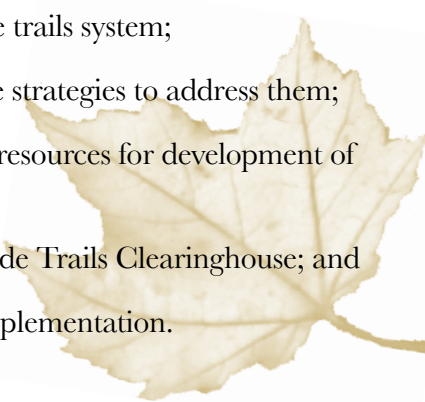 e trails system;
e strategies to address them;
resources for development of
de Trails Clearinghouse; and
plementation.